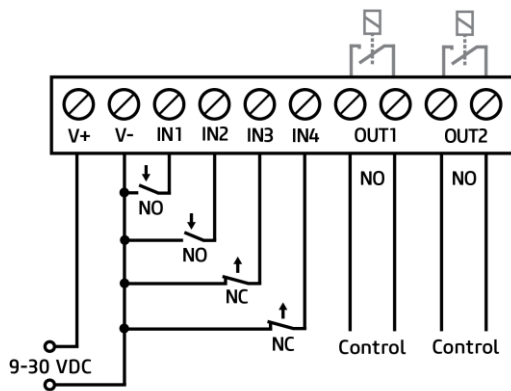 V+ V- IN1 IN2 IN3 IN4 OUT1 OUT2
NO NO
NO
NO
NC
NC
Control Control
9-30 VDC